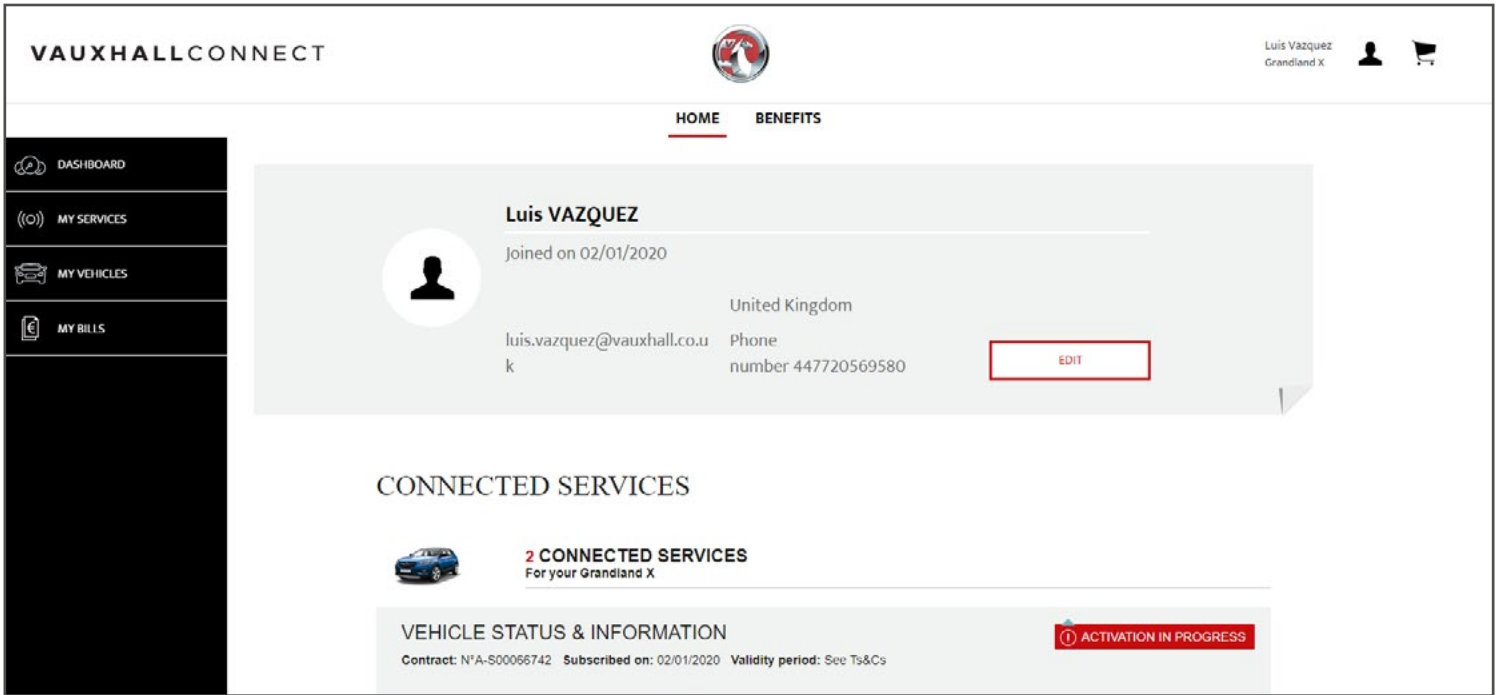 VAUXHALLCONNECT
Luis Vazquez
Grandland X
HOME BENEFITS
DASHBOARD
MY SERVICES
MY VEHICLES
MY BILLS
Luis VAZQUEZ
Joined on 02/01/2020
United Kingdom
luis.vazquez@vauxhall.co.u
k
Phone
number 447720569580
EDIT
CONNECTED SERVICES
2 CONNECTED SERVICES
For your Grandland X
VEHICLE STATUS & INFORMATION
ACTIVATION IN PROGRESS
Contract: N°A-S00066742 Subscribed on: 02/01/2020 Validity period: See Ts&Cs